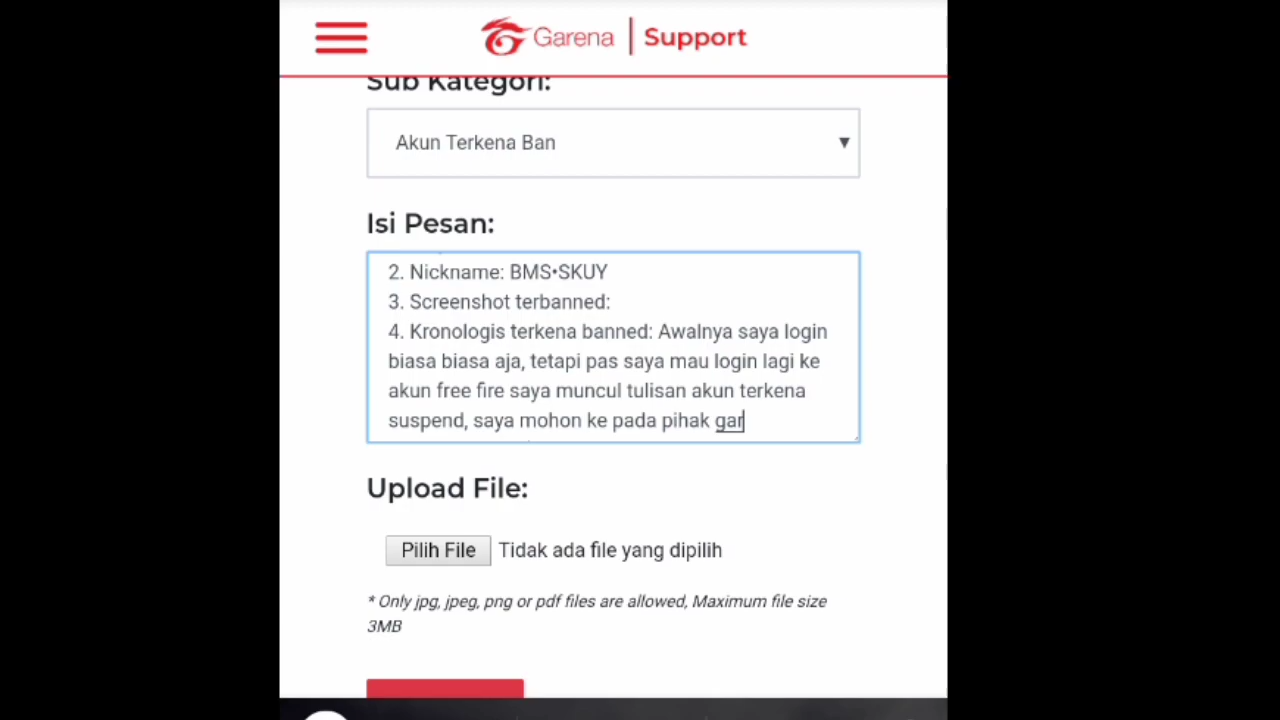 Garena | Support
Sub Kategori:
Akun Terkena Ban
Isi Pesan:
2. Nickname: BMS•SKUY
3. Screenshot terbanned:
4. Kronologis terkena banned: Awalnya saya login
biasa biasa aja, tetapi pas saya mau login lagi ke
akun free fire saya muncul tulisan akun terkena
suspend, saya mohon ke pada pihak gar
Upload File:
Pilih File Tidak ada file yang dipilih
* Only jpg, jpeg, png or pdf files are allowed, Maximum file size
3MB